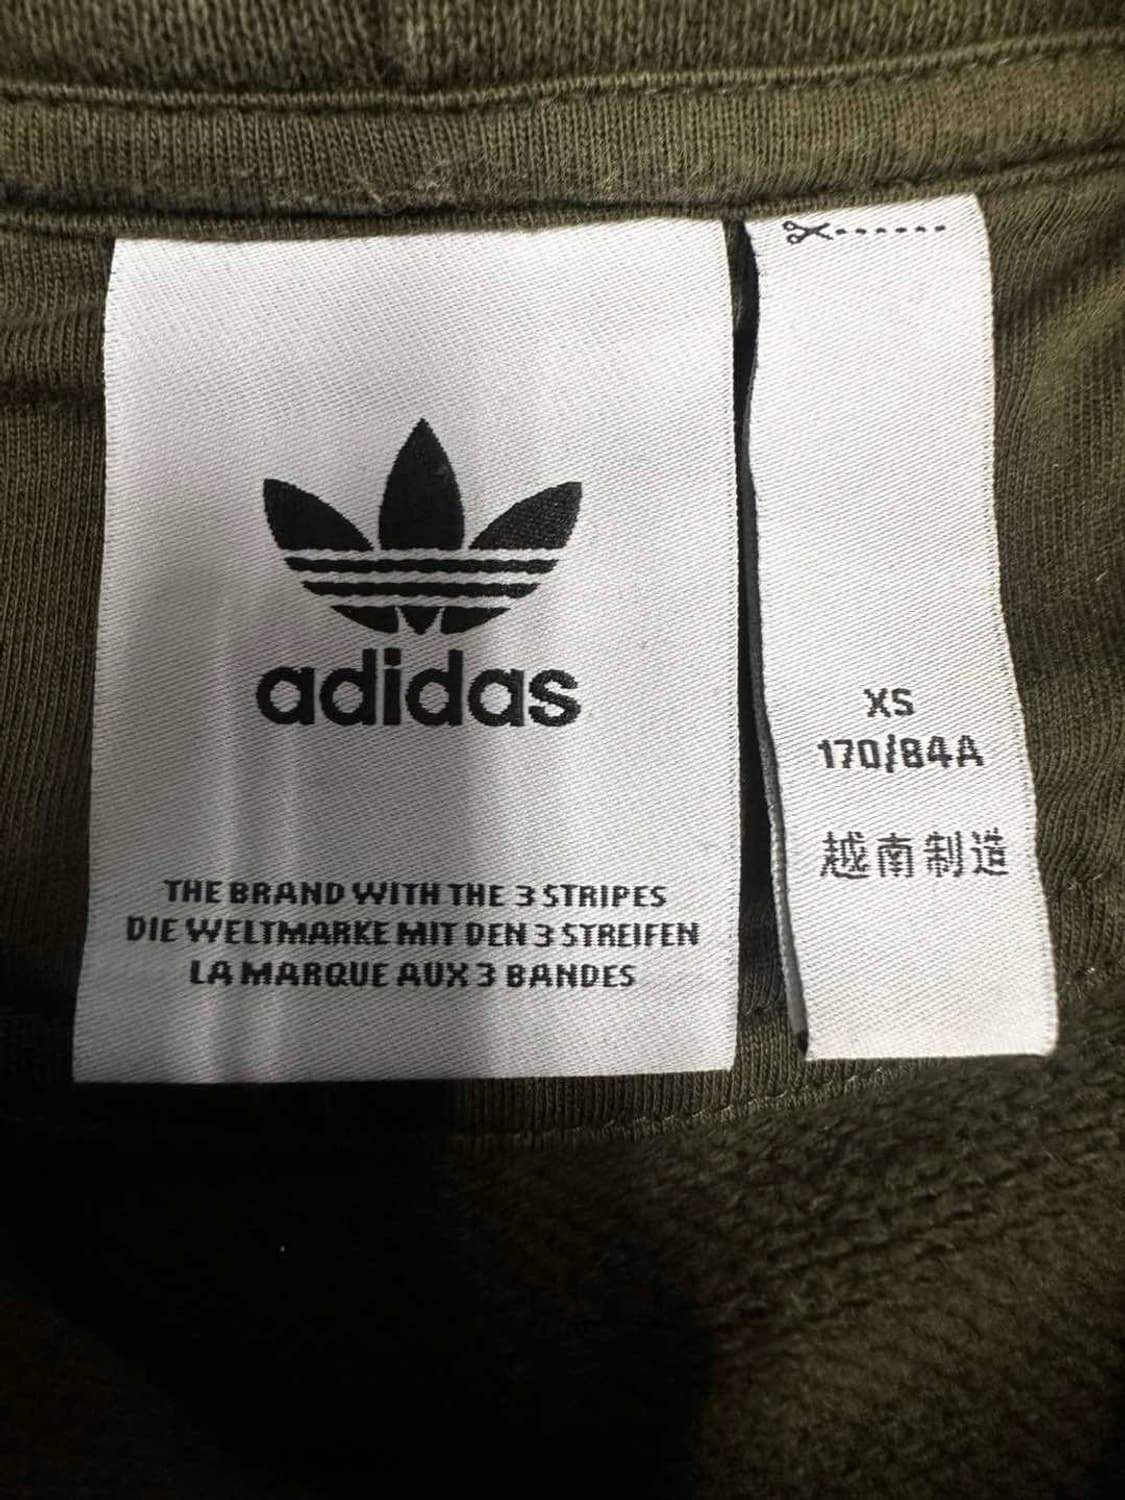 adidas
THE BRAND WITH THE 3 STRIPES
DIE WELTMARKE MIT DEN 3 STREIFEN
LA MARQUE AUX 3 BANDES
XS
170/84A
越南制造